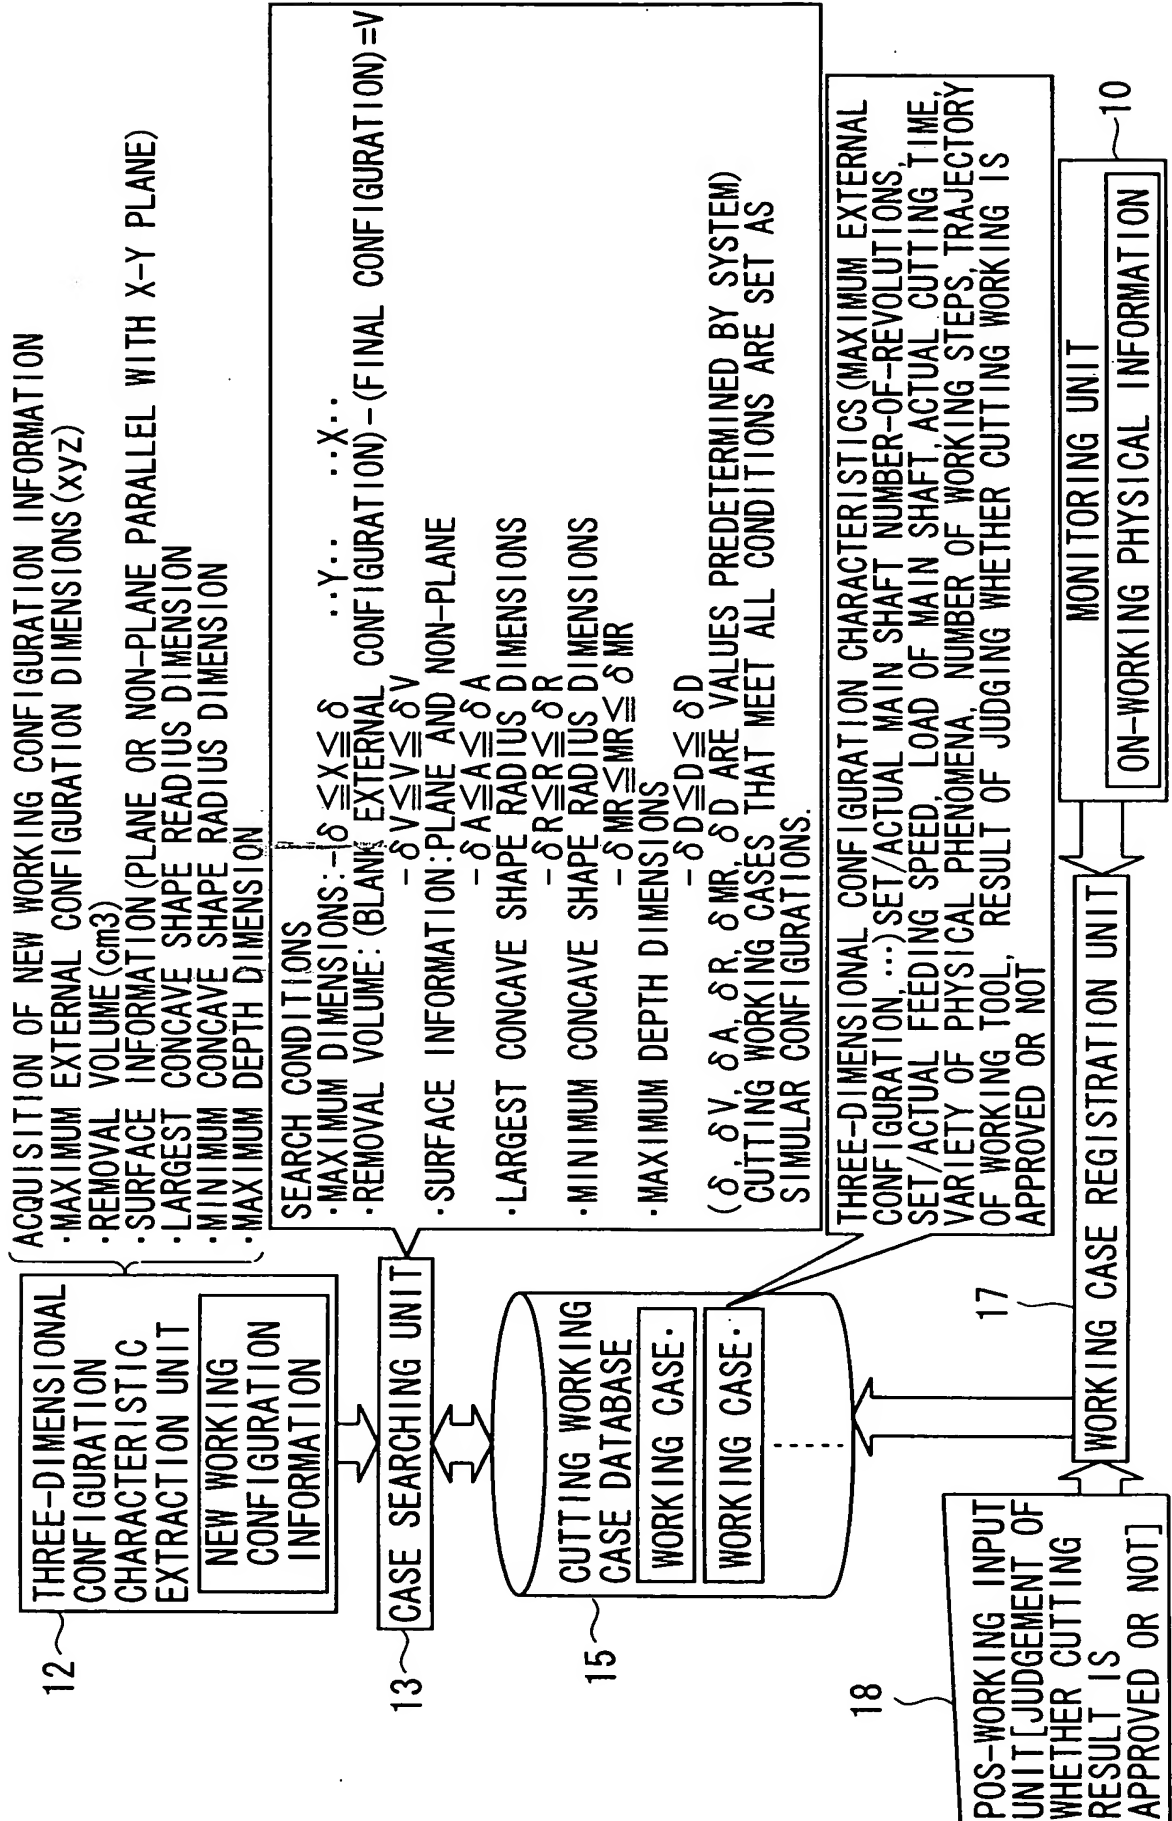 12
THREE-DIMENSIONAL
CONFIGURATION
CHARACTERISTIC
EXTRACTION UNIT
NEW WORKING
CONFIGURATION
INFORMATION
ACQUISITION OF NEW WORKING CONFIGURATION INFORMATION
·MAXIMUM EXTERNAL CONFIGURATION DIMENSIONS(xyz)
·REMOVAL VOLUME(cm3)
·SURFACE INFORMATION(PLANE OR NON-PLANE PARALLEL WITH X-Y PLANE)
·LARGEST CONCAVE SHAPE READIUS DIMENSION
·MINIMUM CONCAVE SHAPE RADIUS DIMENSION
·MAXIMUM DEPTH DIMENSION
13
CASE SEARCHING UNIT
SEARCH CONDITIONS
·MAXIMUM DIMENSIONS:-δ≦X≦δ ··Y·· ··X··
·REMOVAL VOLUME:(BLANK EXTERNAL CONFIGURATION)-(FINAL CONFIGURATION)=V
-δV≦V≦δV
·SURFACE INFORMATION:PLANE AND NON-PLANE
-δA≦A≦δA
·LARGEST CONCAVE SHAPE RADIUS DIMENSIONS
-δR≦R≦δR
·MINIMUM CONCAVE SHAPE RADIUS DIMENSIONS
-δMR≦MR≦δMR
·MAXIMUM DEPTH DIMENSIONS
-δD≦D≦δD
(δ,δV,δA,δR,δMR,δD ARE VALUES PREDETERMINED BY SYSTEM)
CUTTING WORKING CASES THAT MEET ALL CONDITIONS ARE SET AS
SIMULAR CONFIGURATIONS.
15
CUTTING WORKING
CASE DATABASE
WORKING CASE.
WORKING CASE.
THREE-DIMENSIONAL CONFIGURATION CHARACTERISTICS(MAXIMUM EXTERNAL
CONFIGURATION,...)SET/ACTUAL MAIN SHAFT NUMBER-OF-REVOLUTIONS,
SET/ACTUAL FEEDING SPEED, LOAD OF MAIN SHAFT,ACTUAL CUTTING TIME,
VARIETY OF PHYSICAL PHENOMENA, NUMBER OF WORKING STEPS,TRAJECTORY
OF WORKING TOOL, RESULT OF JUDGING WHETHER CUTTING WORKING IS
APPROVED OR NOT
18
POS-WORKING INPUT
UNIT[JUDGEMENT OF
WHETHER CUTTING
RESULT IS
APPROVED OR NOT]
17
WORKING CASE REGISTRATION UNIT
10
MONITORING UNIT
ON-WORKING PHYSICAL INFORMATION